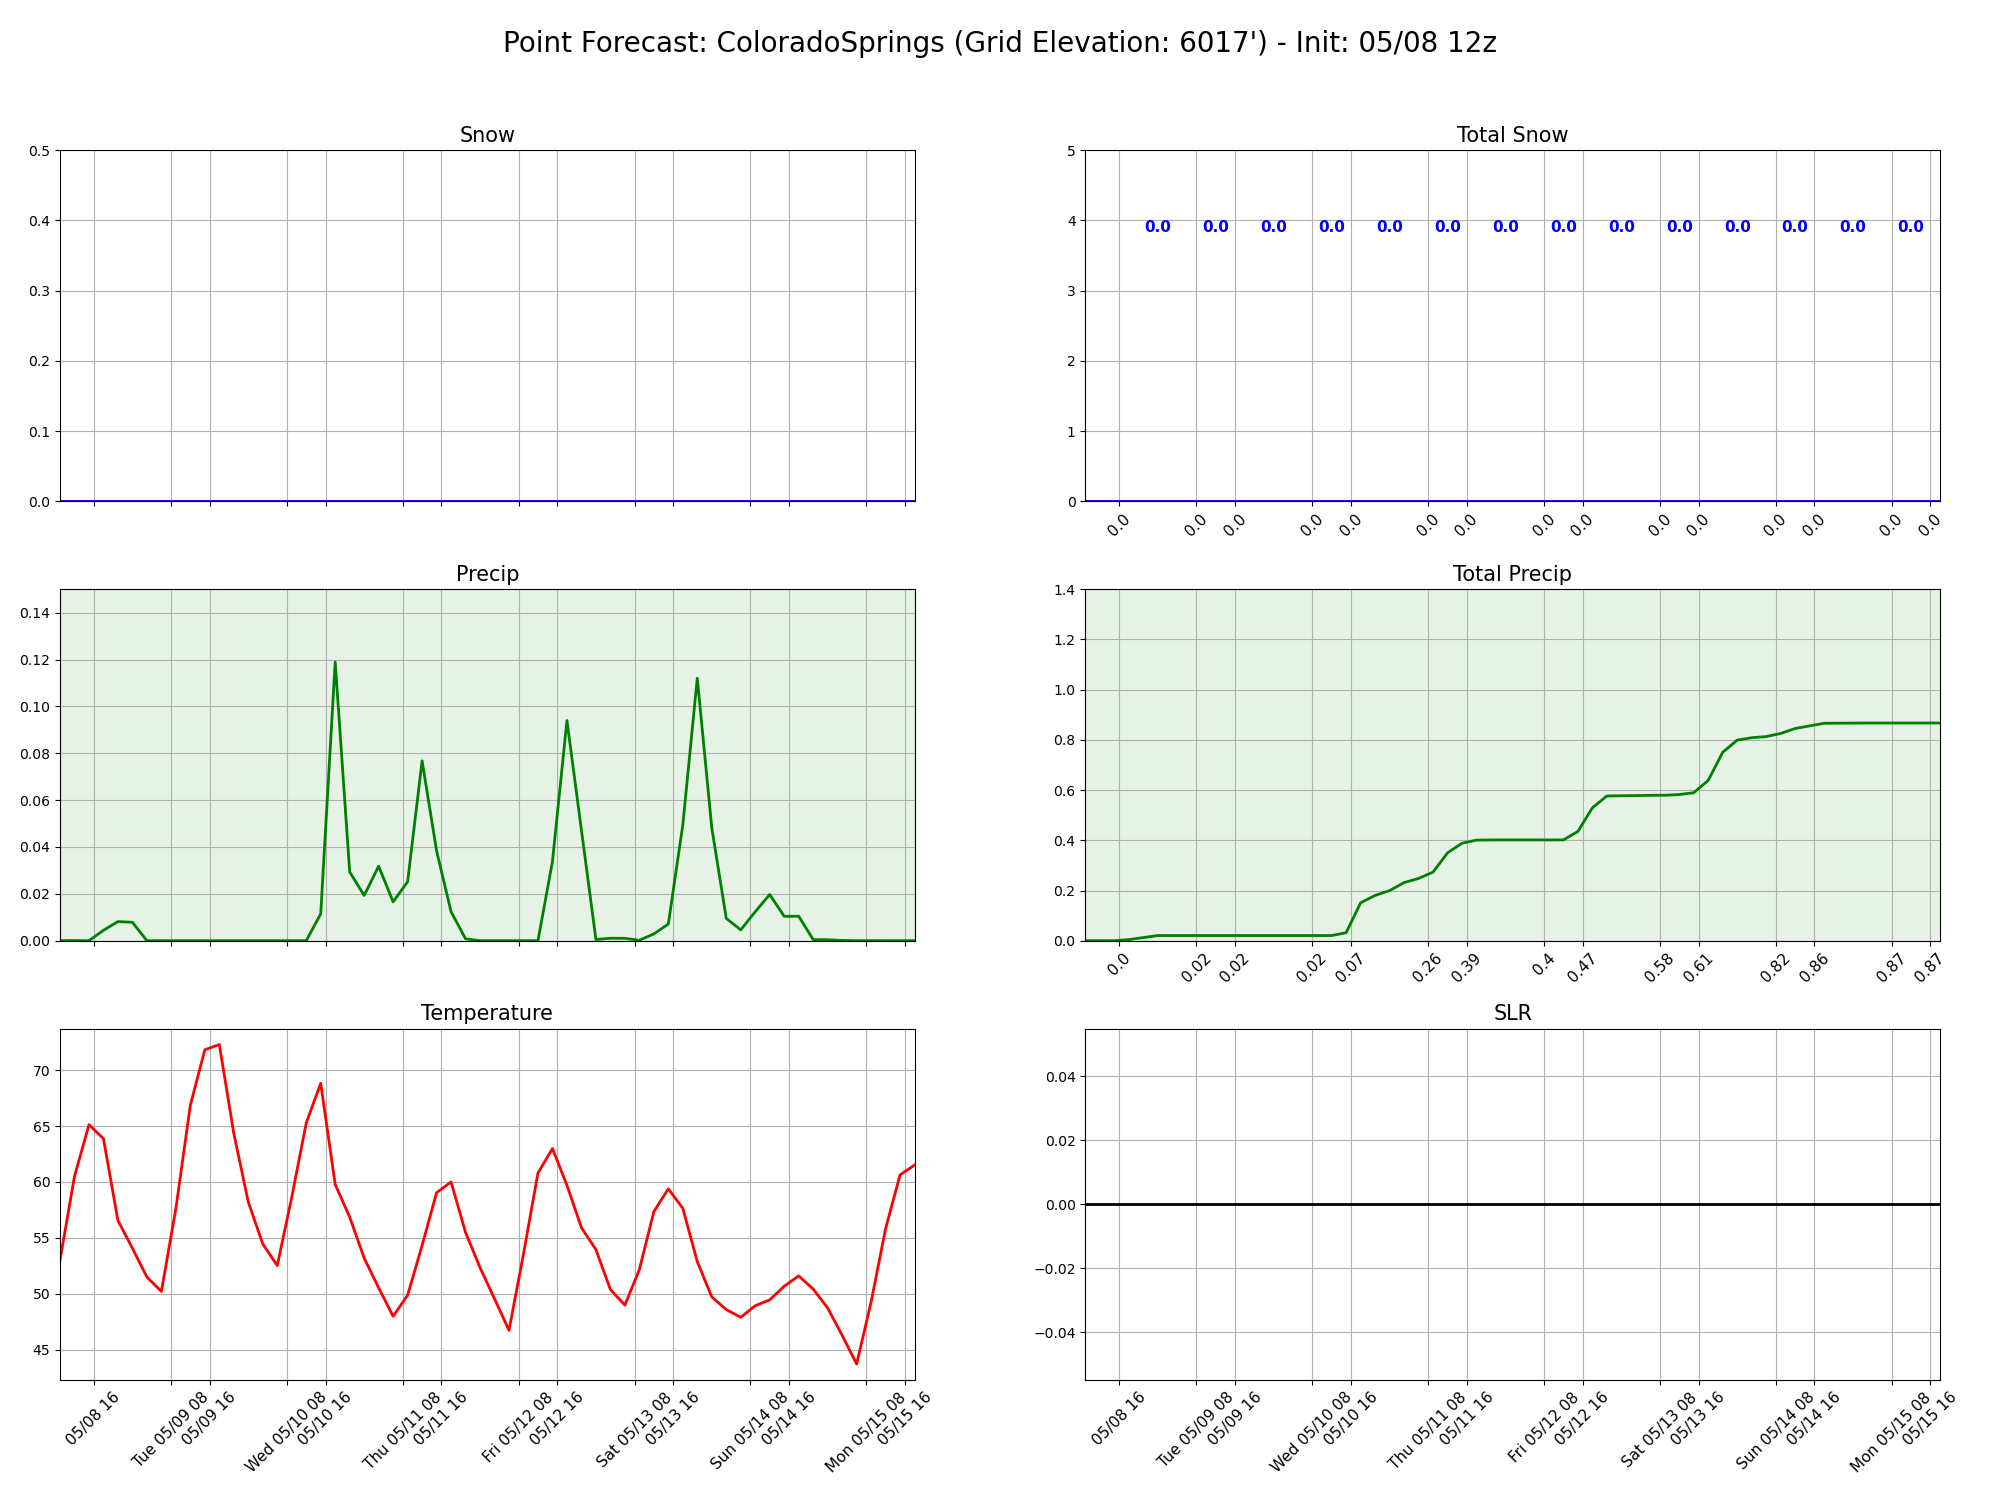 Point Forecast: ColoradoSprings (Grid Elevation: 6017') - Init: 05/08 12z
Snow
0.5
0.4
0.3
0.2
0.1
0.0
Total Snow
5
4
3
2
1
0
0.0 0.0 0.0 0.0 0.0 0.0 0.0 0.0 0.0 0.0 0.0 0.0 0.0 0.0
0.0 0.0 0.0 0.0 0.0 0.0 0.0 0.0 0.0 0.0 0.0 0.0 0.0 0.0 0.0
Precip
0.14
0.12
0.10
0.08
0.06
0.04
0.02
0.00
Total Precip
1.4
1.2
1.0
0.8
0.6
0.4
0.2
0.0
0.0 0.02 0.02 0.02 0.07 0.26 0.39 0.4 0.47 0.58 0.61 0.82 0.86 0.87 0.87
Temperature
70
65
60
55
50
45
05/08 16
Tue 05/09 08
05/09 16
Wed 05/10 08
05/10 16
Thu 05/11 08
05/11 16
Fri 05/12 08
05/12 16
Sat 05/13 08
05/13 16
Sun 05/14 08
05/14 16
Mon 05/15 08
05/15 16
SLR
0.04
0.02
0.00
−0.02
−0.04
05/08 16
Tue 05/09 08
05/09 16
Wed 05/10 08
05/10 16
Thu 05/11 08
05/11 16
Fri 05/12 08
05/12 16
Sat 05/13 08
05/13 16
Sun 05/14 08
05/14 16
Mon 05/15 08
05/15 16